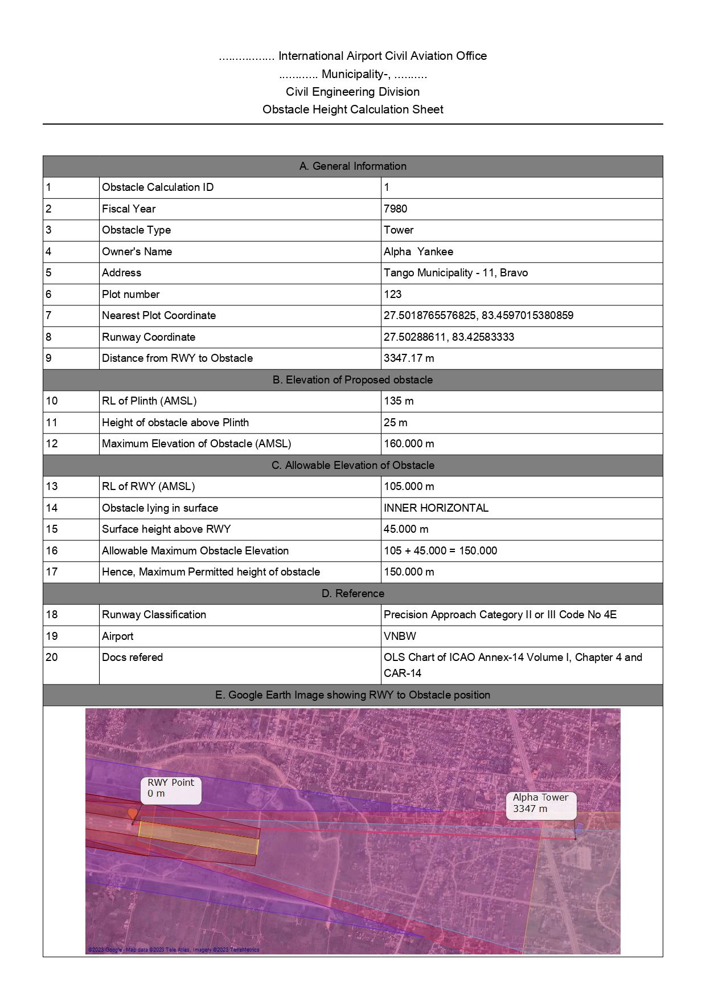 ................ International Airport Civil Aviation Office
........... Municipality-, .........
Civil Engineering Division
Obstacle Height Calculation Sheet
A. General Information
1 Obstacle Calculation ID 1
2 Fiscal Year 7980
3 Obstacle Type Tower
4 Owner's Name Alpha  Yankee
5 Address Tango Municipality - 11, Bravo
6 Plot number 123
7 Nearest Plot Coordinate 27.5018765576825, 83.4597015380859
8 Runway Coordinate 27.50288611, 83.42583333
9 Distance from RWY to Obstacle 3347.17 m
B. Elevation of Proposed obstacle
10 RL of Plinth (AMSL) 135 m
11 Height of obstacle above Plinth 25 m
12 Maximum Elevation of Obstacle (AMSL) 160.000 m
C. Allowable Elevation of Obstacle
13 RL of RWY (AMSL) 105.000 m
14 Obstacle lying in surface INNER HORIZONTAL
15 Surface height above RWY 45.000 m
16 Allowable Maximum Obstacle Elevation 105 + 45.000 = 150.000
17 Hence, Maximum Permitted height of obstacle 150.000 m
D. Reference
18 Runway Classification Precision Approach Category II or III Code No 4E
19 Airport VNBW
20 Docs refered OLS Chart of ICAO Annex-14 Volume I, Chapter 4 and
CAR-14
E. Google Earth Image showing RWY to Obstacle position
RWY Point
0 m
Alpha Tower
3347 m
©2023 Google - Map data ©2023 Tele Atlas, Imagery ©2023 TerraMetrics